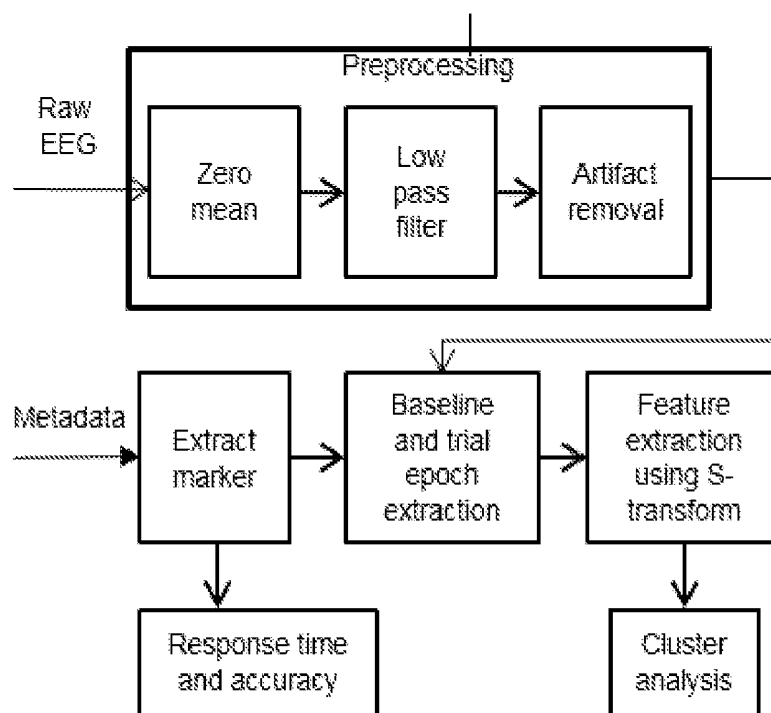 Preprocessing
Raw
EEG
Zero
mean
Low
pass
filter
Artifact
removal
Metadata
Extract
marker
Baseline
and trial
epoch
extraction
Feature
extraction
using S-
transform
Response time
and accuracy
Cluster
analysis